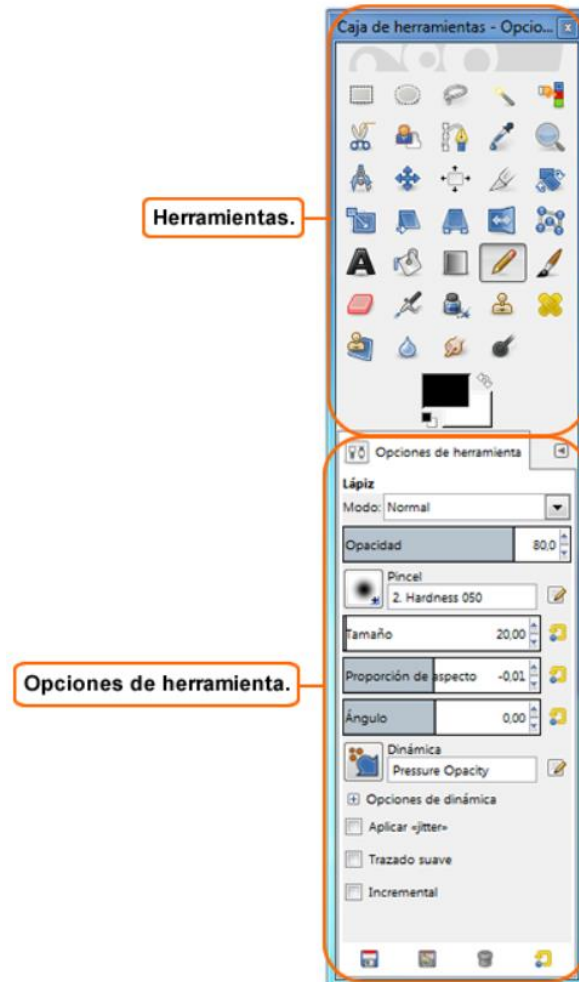 Caja de herramientas - Opcio...
Herramientas.
Opciones de herramienta
Lápiz
Modo: Normal
Opacidad 80,0
Pincel
2. Hardness 050
Tamaño 20,00
Opciones de herramienta.
Proporción de aspecto -0,01
Ángulo 0,00
Dinámica
Pressure Opacity
Opciones de dinámica
Aplicar «jitter»
Trazado suave
Incremental